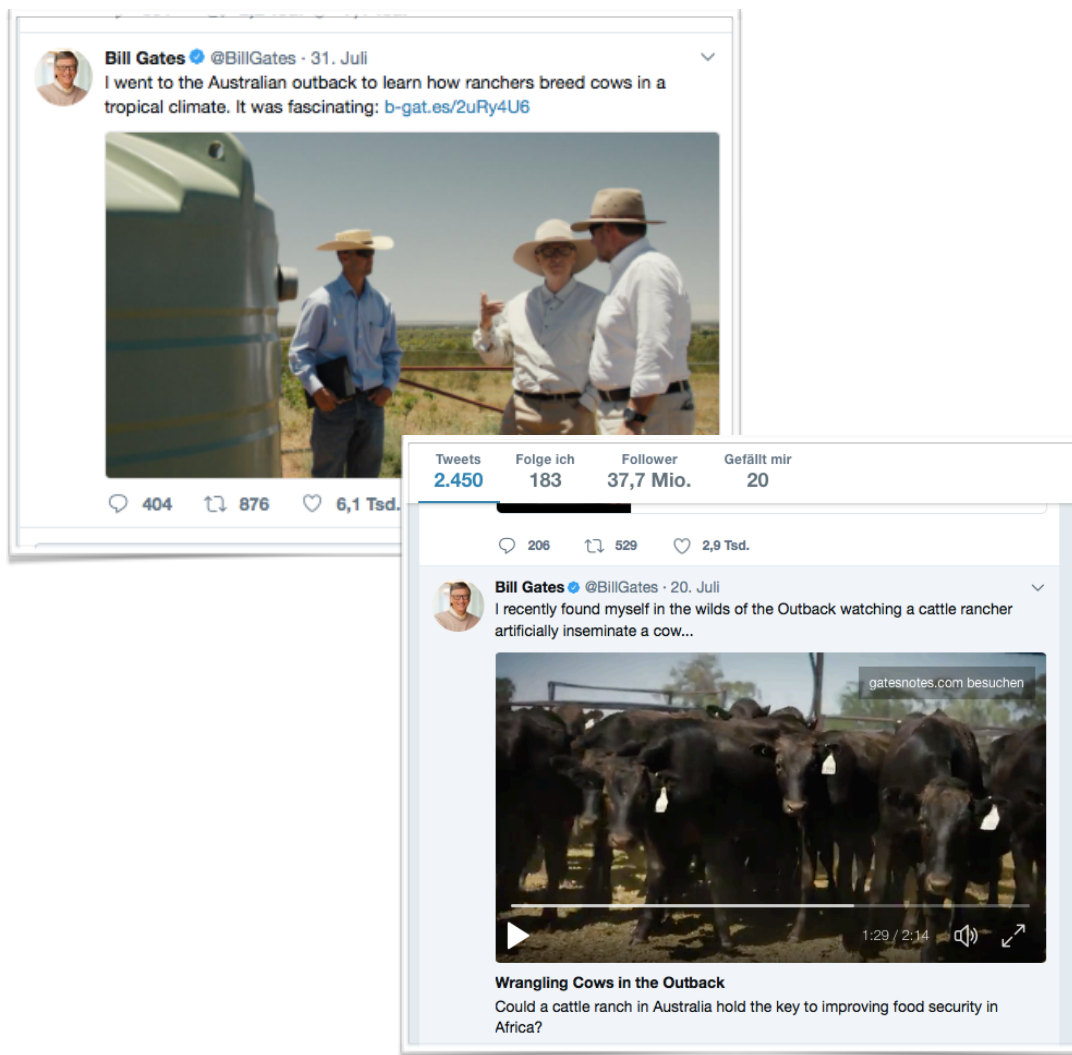 Bill Gates @BillGates · 31. Juli
I went to the Australian outback to learn how ranchers breed cows in a
tropical climate. It was fascinating: b-gat.es/2uRy4U6
404 876 6,1 Tsd.
Tweets Folge ich Follower Gefällt mir
2.450 183 37,7 Mio. 20
206 529 2,9 Tsd.
Bill Gates @BillGates · 20. Juli
I recently found myself in the wilds of the Outback watching a cattle rancher
artificially inseminate a cow...
gatesnotes.com besuchen
1:29 / 2:14
Wrangling Cows in the Outback
Could a cattle ranch in Australia hold the key to improving food security in
Africa?